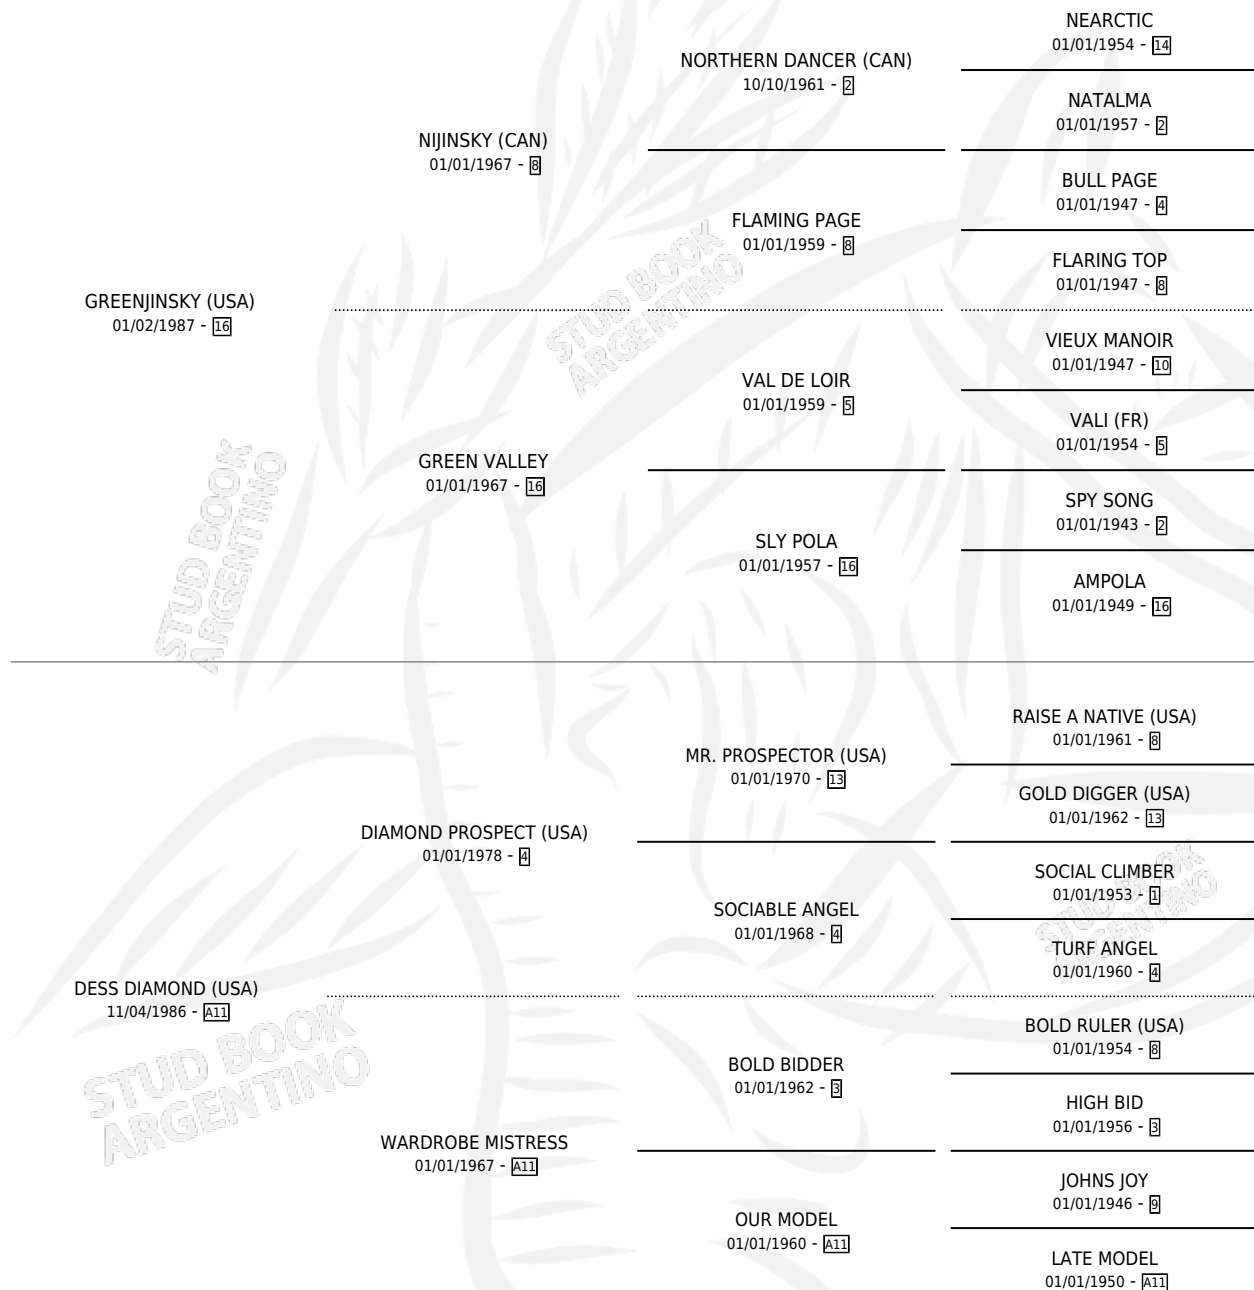 NEARCTIC
01/01/1954 - 14
NORTHERN DANCER (CAN)
10/10/1961 - 2
NATALMA
01/01/1957 - 2
NIJINSKY (CAN)
01/01/1967 - 8
BULL PAGE
01/01/1947 - 4
FLAMING PAGE
01/01/1959 - 8
FLARING TOP
01/01/1947 - 8
GREENJINSKY (USA)
01/02/1987 - 16
VIEUX MANOIR
01/01/1947 - 10
VAL DE LOIR
01/01/1959 - 5
VALI (FR)
01/01/1954 - 5
GREEN VALLEY
01/01/1967 - 16
SPY SONG
01/01/1943 - 2
SLY POLA
01/01/1957 - 16
AMPOLA
01/01/1949 - 16
RAISE A NATIVE (USA)
01/01/1961 - 8
MR. PROSPECTOR (USA)
01/01/1970 - 13
GOLD DIGGER (USA)
01/01/1962 - 13
DIAMOND PROSPECT (USA)
01/01/1978 - 4
SOCIAL CLIMBER
01/01/1953 - 1
SOCIABLE ANGEL
01/01/1968 - 4
TURF ANGEL
01/01/1960 - 4
DESS DIAMOND (USA)
11/04/1986 - A11
BOLD RULER (USA)
01/01/1954 - 8
BOLD BIDDER
01/01/1962 - 3
HIGH BID
01/01/1956 - 3
WARDROBE MISTRESS
01/01/1967 - A11
JOHNS JOY
01/01/1946 - 9
OUR MODEL
01/01/1960 - A11
LATE MODEL
01/01/1950 - A11
STUD BOOK
ARGENTINO
STUD BOOK
ARGENTINO
STUD BOOK
ARGENTINO
STUD BOOK
ARGENTINO